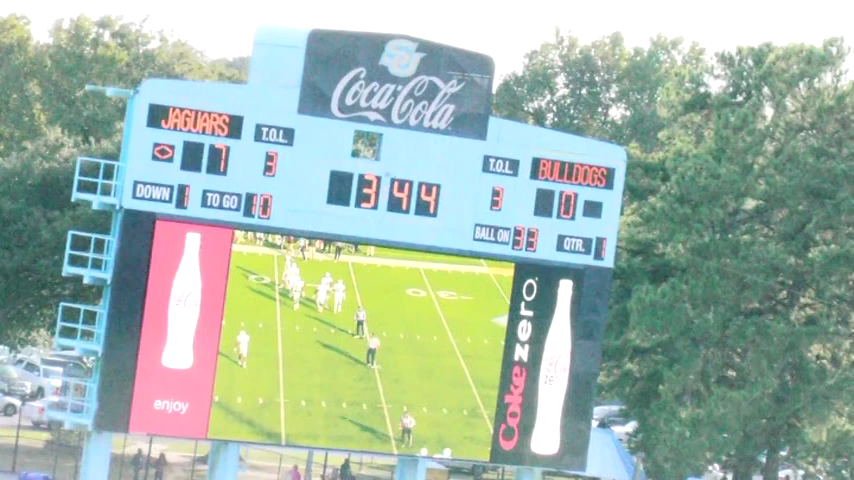 SU
Coca-Cola
JAGUARS
T.O.L.
7
3
DOWN 1 TO GO 10
3 44
T.O.L.
BULLDOGS
3
0
BALL ON 33 QTR. 1
enjoy
Coke zero